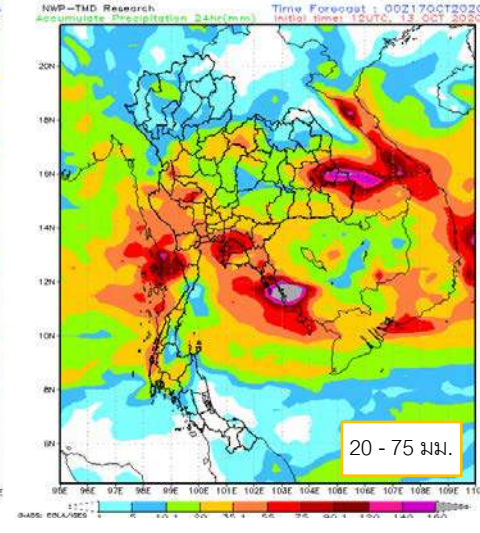 NWP-TMD Research Time Forecast : 00Z17OCT2020
Accumulate Precipitation 24hr(mm) Initial time: 12UTC, 13 OCT 2020
20N
18N
16N
14N
12N
10N
8N
6N
20 - 75 มม.
95E 96E 97E 98E 99E 100E 101E 102E 103E 104E 105E 106E 107E 108E 109E 110